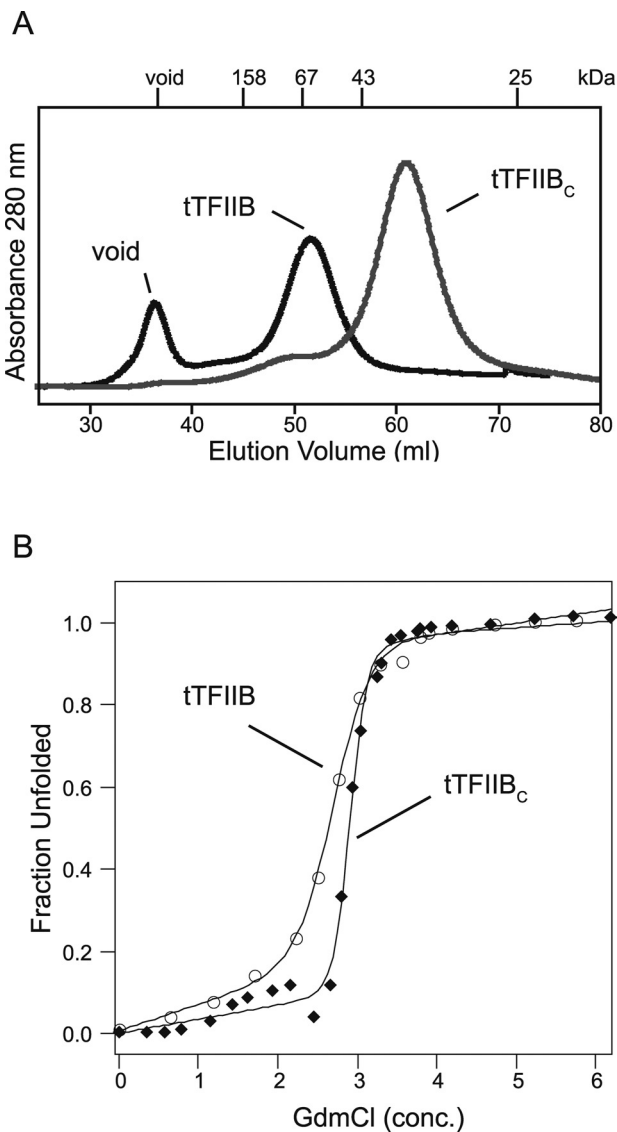 A
void 158 67 43 25 kDa
tTFIIB
tTFIIBC
void
Absorbance 280 nm
30 40 50 60 70 80
Elution Volume (ml)
B
1.0
0.8
0.6
0.4
0.2
0.0
tTFIIB
tTFIIBC
Fraction Unfolded
0 1 2 3 4 5 6
GdmCl (conc.)